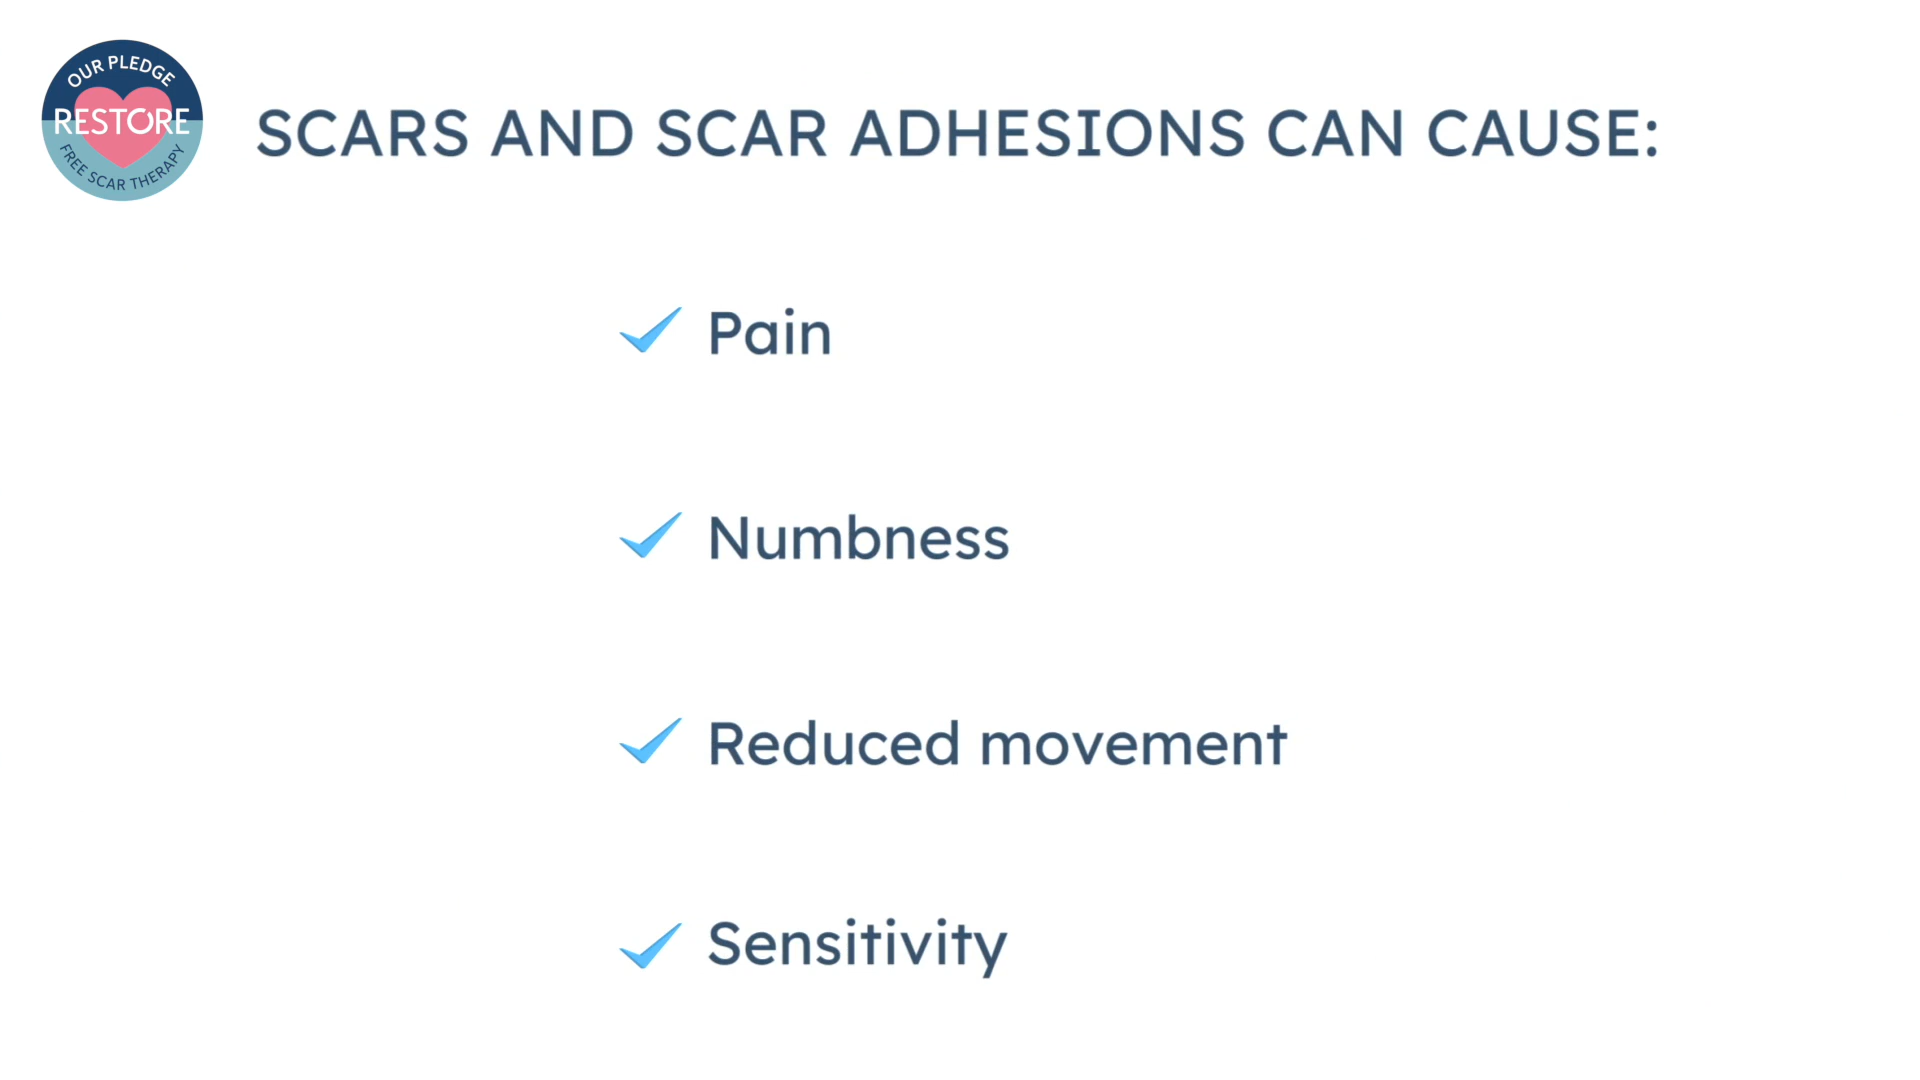 OUR PLEDGE
RESTORE
FREE SCAR THERAPY
SCARS AND SCAR ADHESIONS CAN CAUSE:
Pain
Numbness
Reduced movement
Sensitivity